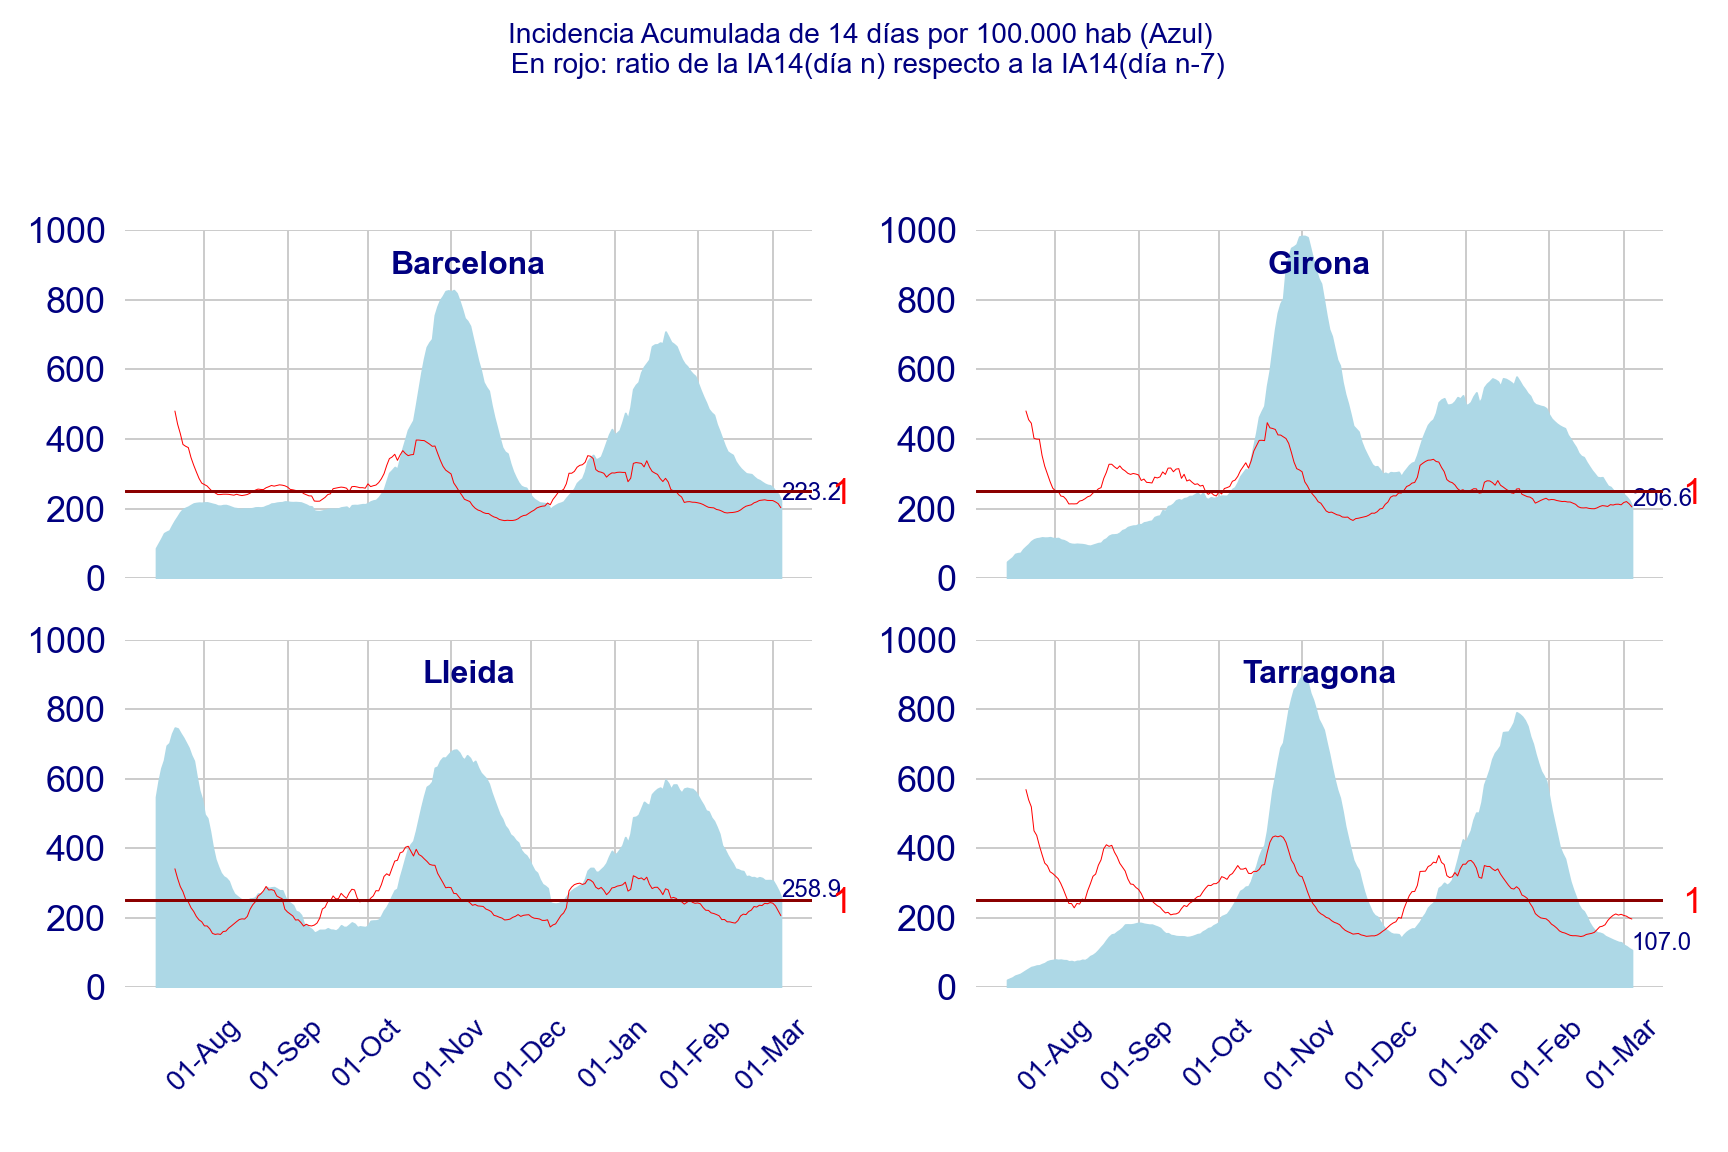 Incidencia Acumulada de 14 días por 100.000 hab (Azul)
En rojo: ratio de la IA14(día n) respecto a la IA14(día n-7)
1000
800
600
400
200
0
Barcelona
223.2
1
1000
800
600
400
200
0
Girona
206.6
1
1000
800
600
400
200
0
Lleida
258.9
1
01-Aug
01-Sep
01-Oct
01-Nov
01-Dec
01-Jan
01-Feb
01-Mar
1000
800
600
400
200
0
Tarragona
107.0
1
01-Aug
01-Sep
01-Oct
01-Nov
01-Dec
01-Jan
01-Feb
01-Mar